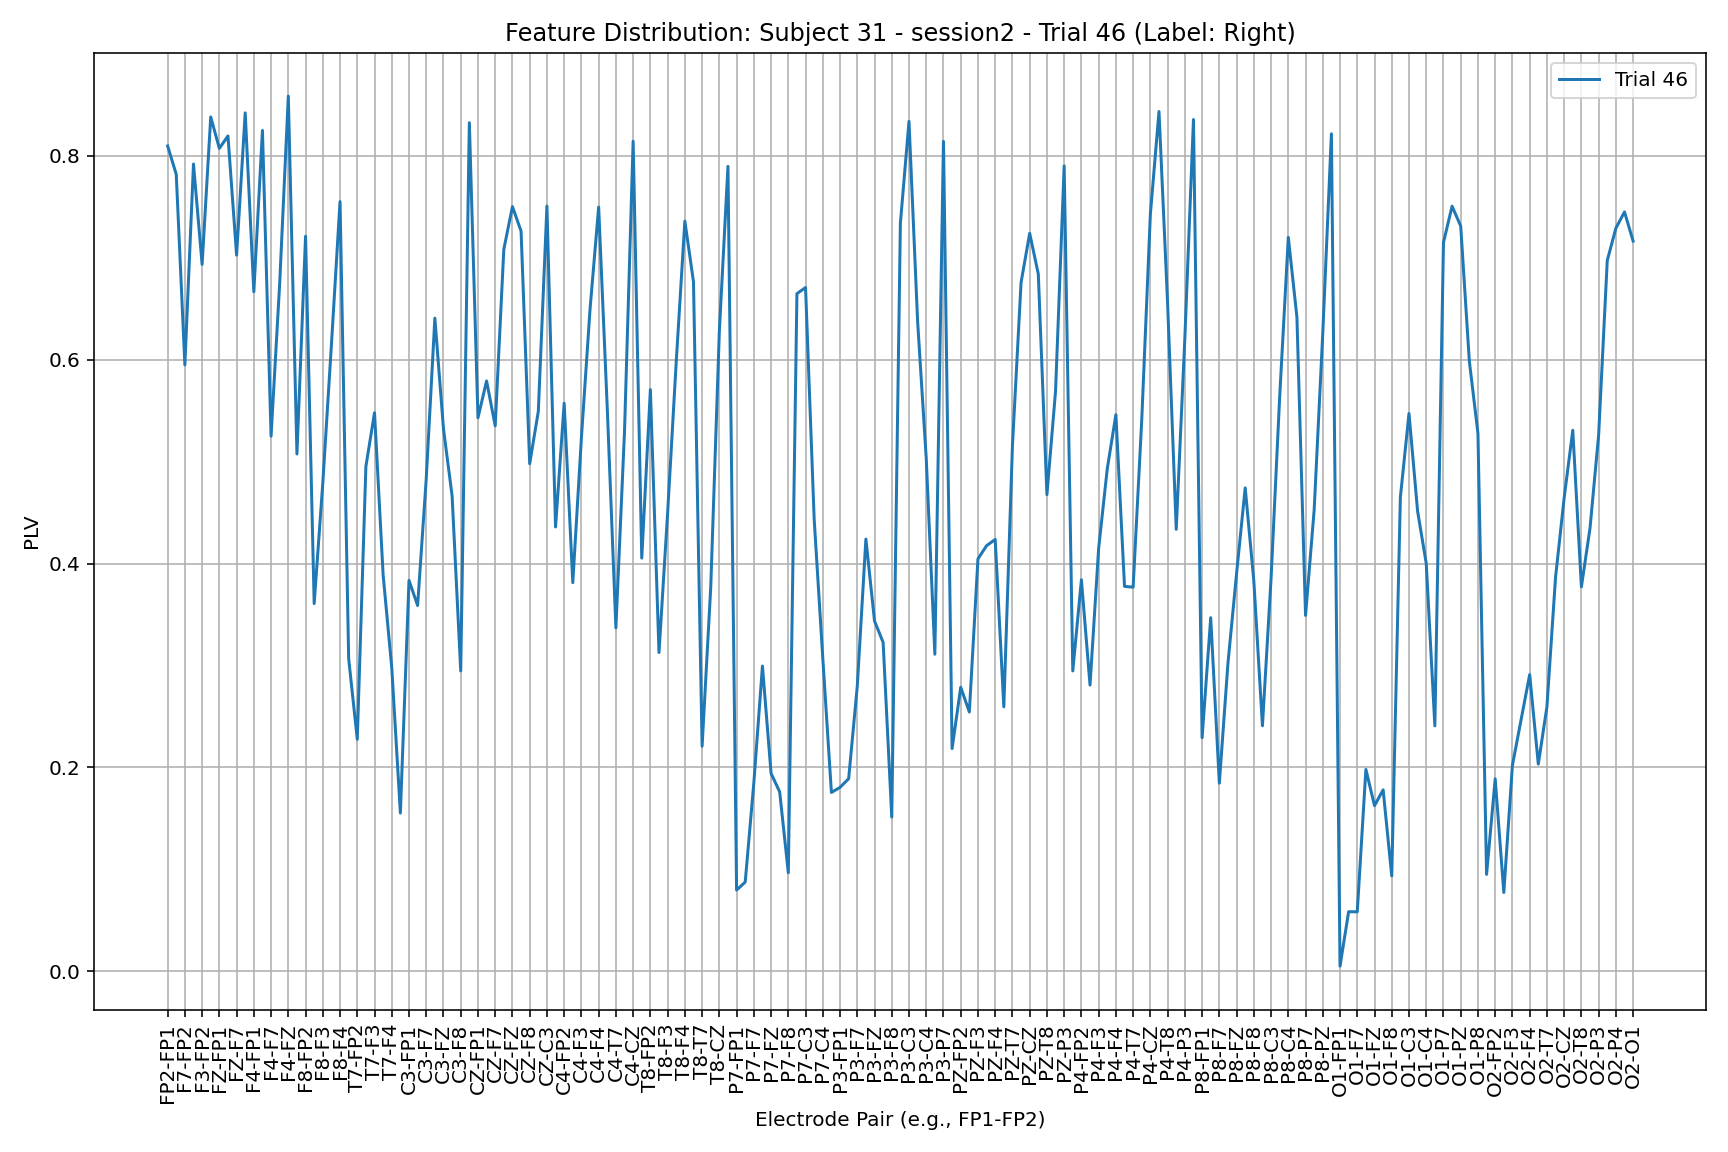 Feature Distribution: Subject 31 - session2 - Trial 46 (Label: Right)
Trial 46
PLV
0.8
0.6
0.4
0.2
0.0
FP2-FP1
F7-FP2
F3-FP2
FZ-FP1
FZ-F7
F4-FP1
F4-F7
F4-FZ
F8-FP2
F8-F3
F8-F4
T7-FP2
T7-F3
T7-F4
C3-FP1
C3-F7
C3-FZ
C3-F8
CZ-FP1
CZ-F7
CZ-FZ
CZ-F8
CZ-C3
C4-FP2
C4-F3
C4-F4
C4-T7
C4-CZ
T8-FP2
T8-F3
T8-F4
T8-T7
T8-CZ
P7-FP1
P7-F7
P7-FZ
P7-F8
P7-C3
P7-C4
P3-FP1
P3-F7
P3-FZ
P3-F8
P3-C3
P3-C4
P3-P7
PZ-FP2
PZ-F3
PZ-F4
PZ-T7
PZ-CZ
PZ-T8
PZ-P3
P4-FP2
P4-F3
P4-F4
P4-T7
P4-CZ
P4-T8
P4-P3
P8-FP1
P8-F7
P8-FZ
P8-F8
P8-C3
P8-C4
P8-P7
P8-PZ
O1-FP1
O1-F7
O1-FZ
O1-F8
O1-C3
O1-C4
O1-P7
O1-PZ
O1-P8
O2-FP2
O2-F3
O2-F4
O2-T7
O2-CZ
O2-T8
O2-P3
O2-P4
O2-O1
Electrode Pair (e.g., FP1-FP2)